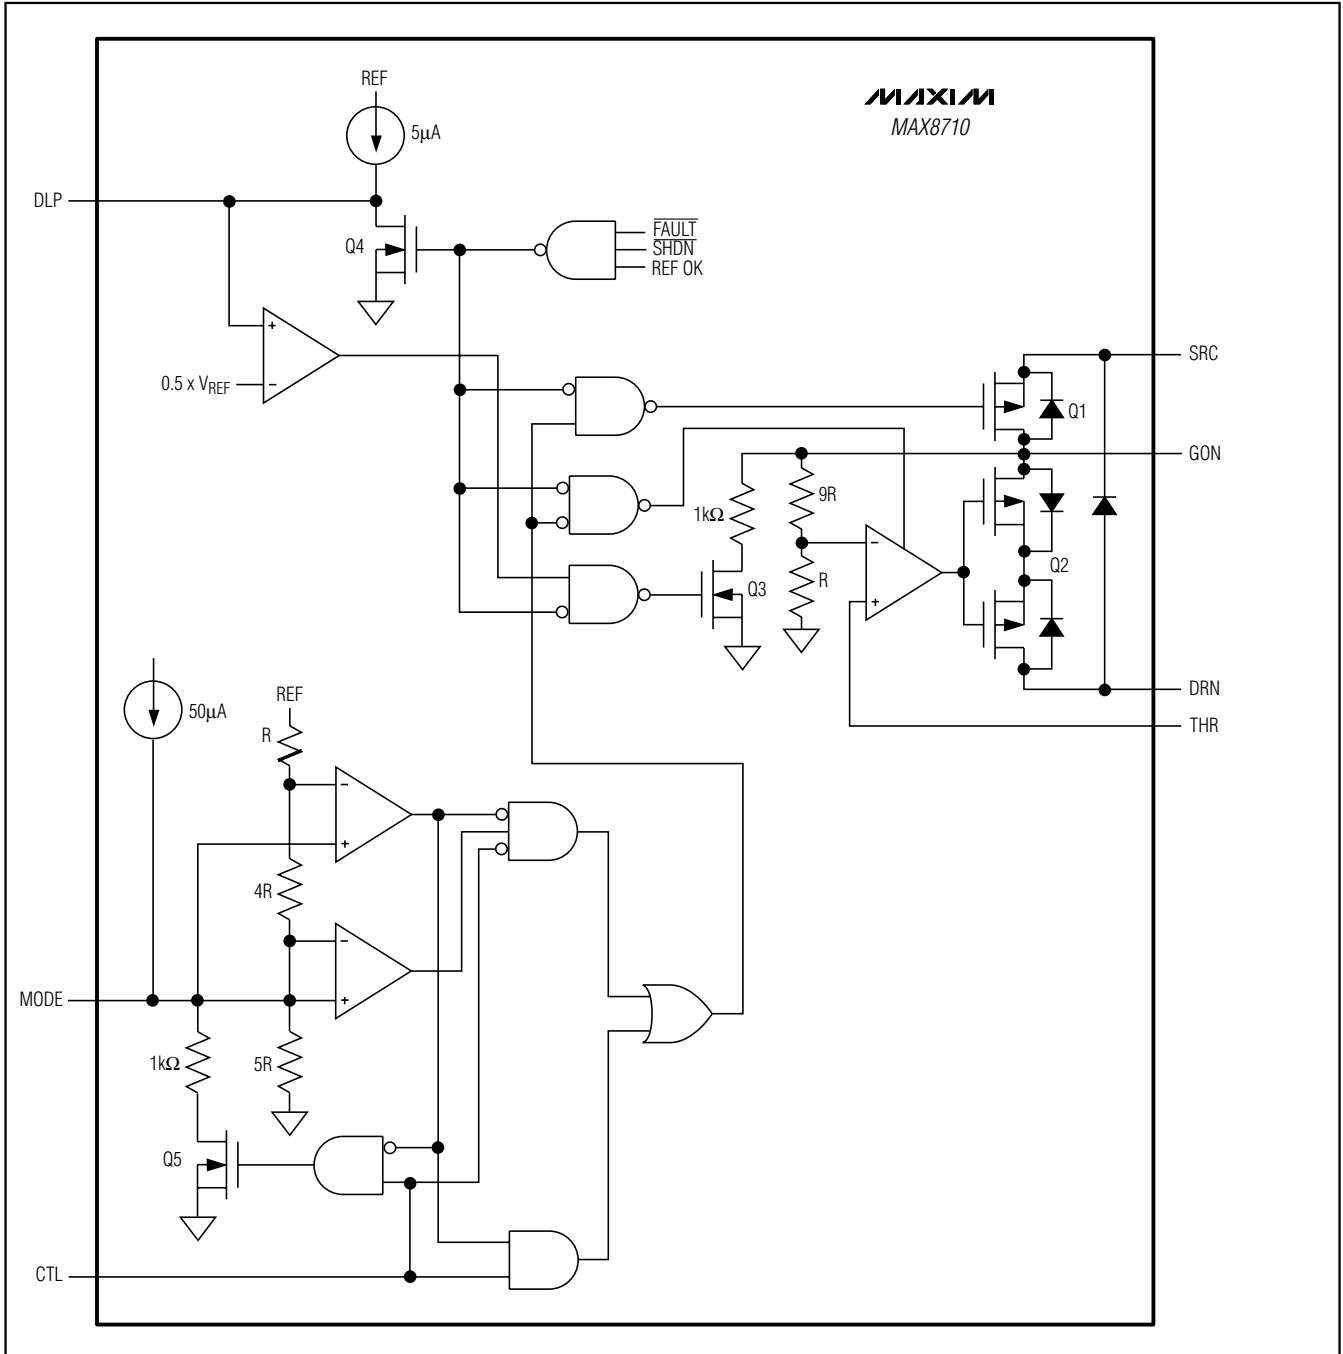 REF
MAXIM
MAX8710
5μA
DLP
Q4
FAULT
SHDN
REF OK
+
0.5 x VREF
−
SRC
Q1
GON
9R
1kΩ
−
Q2
Q3
R
+
DRN
THR
50μA
REF
R
−
+
4R
−
MODE
+
1kΩ
5R
Q5
CTL